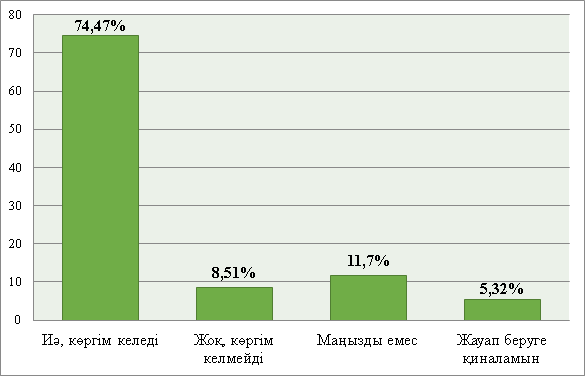 80
70
60
50
40
30
20
10
0
74,47%
8,51%
11,7%
5,32%
Иә, көргім келеді
Жоқ, көргім
келмейді
Маңызды емес
Жауап беруге
қиналамын